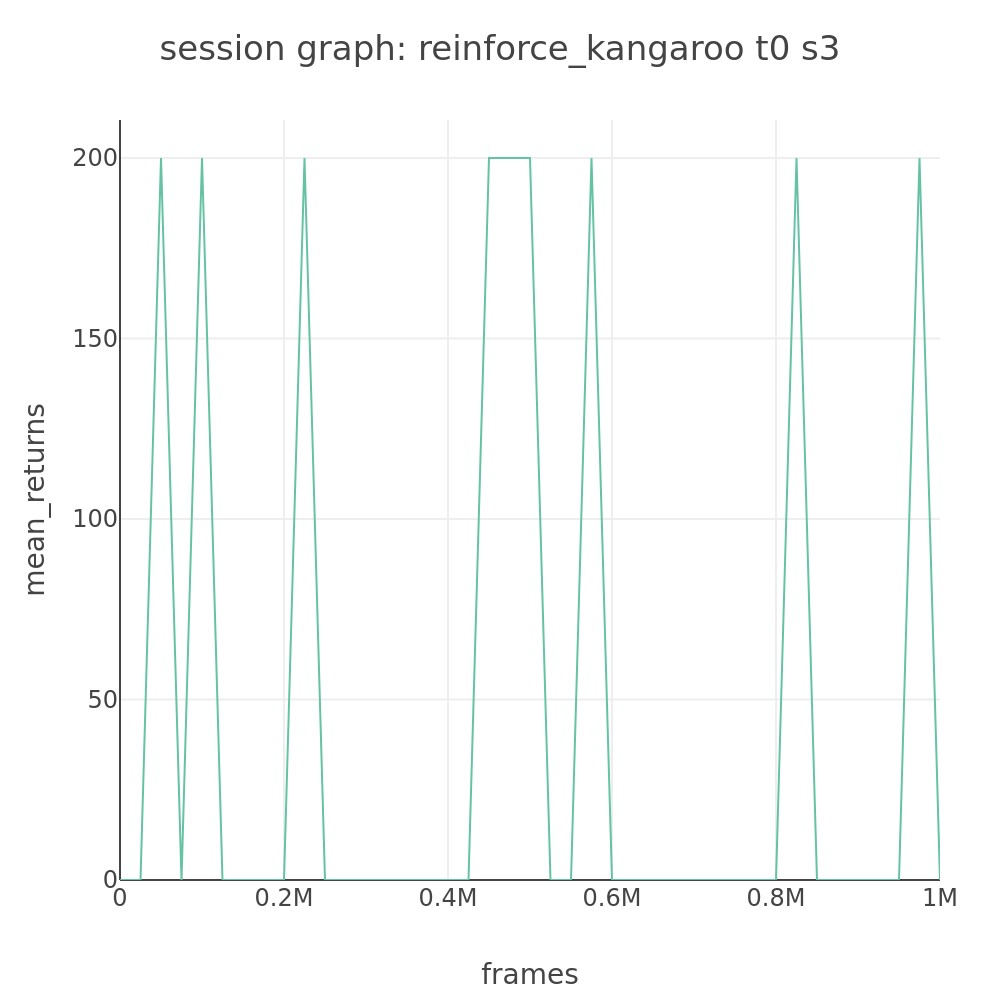 session graph: reinforce_kangaroo t0 s3
mean_returns
200
150
100
50
0
0 0.2M 0.4M 0.6M 0.8M 1M
frames